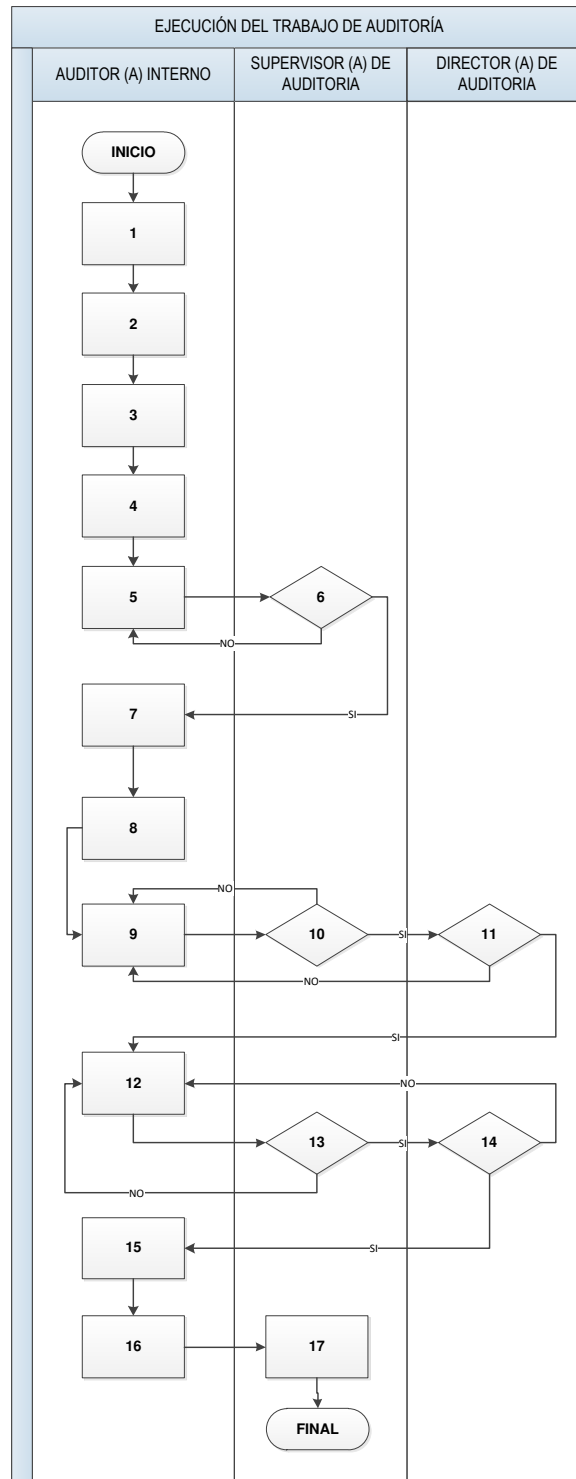 EJECUCIÓN DEL TRABAJO DE AUDITORÍA
AUDITOR (A) INTERNO
SUPERVISOR (A) DE
AUDITORIA
DIRECTOR (A) DE
AUDITORIA
INICIO
1
2
3
4
5
6
NO
7
SI
8
NO
9
10
SI
11
NO
SI
12
NO
13
SI
14
NO
15
SI
16
17
FINAL